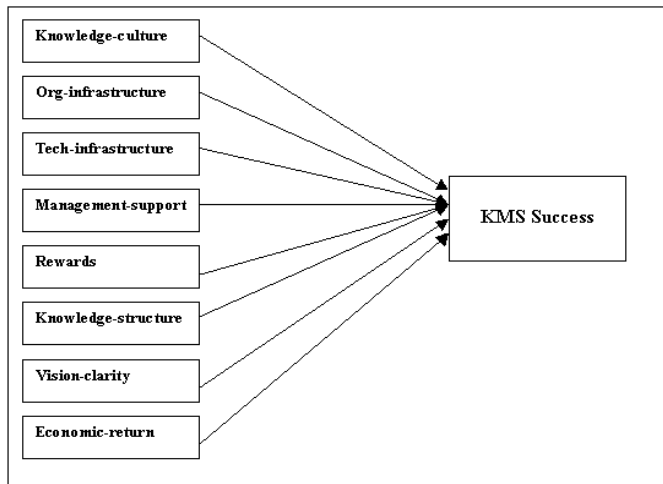 Knowledge-culture
Org-infrastructure
Tech-infrastructure
Management-support
Rewards
Knowledge-structure
Vision-clarity
Economic-return
KMS Success